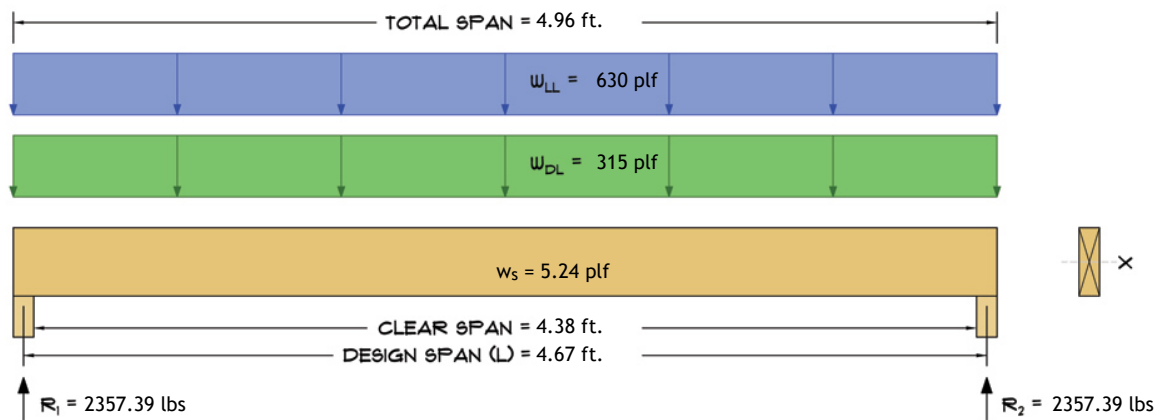 TOTAL SPAN = 4.96 ft.
wLL = 630 plf
wDL = 315 plf
ws = 5.24 plf
X
CLEAR SPAN = 4.38 ft.
DESIGN SPAN (L) = 4.67 ft.
R1 = 2357.39 lbs
R2 = 2357.39 lbs